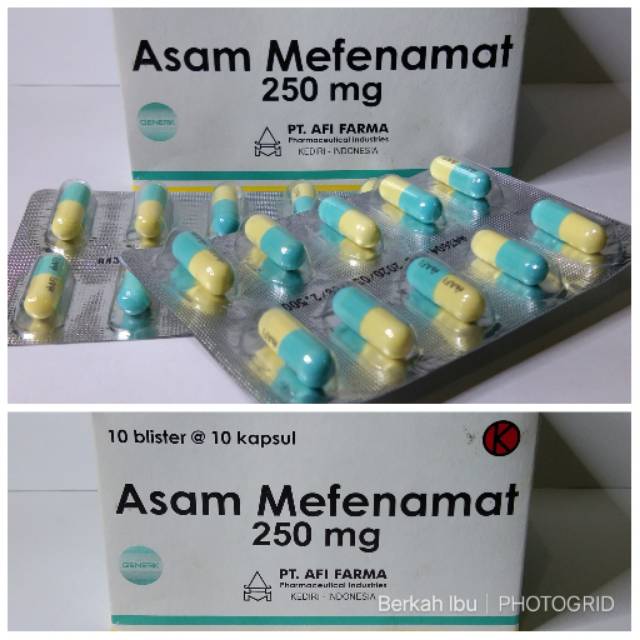 Asam Mefenamat
250 mg
GENERIK
PT. AFI FARMA
Pharmaceutical Industries
KEDIRI - INDONESIA
10 blister @ 10 kapsul
K
Asam Mefenamat
250 mg
GENERIK
PT. AFI FARMA
Pharmaceutical Industries
KEDIRI - INDONESIA
Berkah Ibu | PHOTOGRID